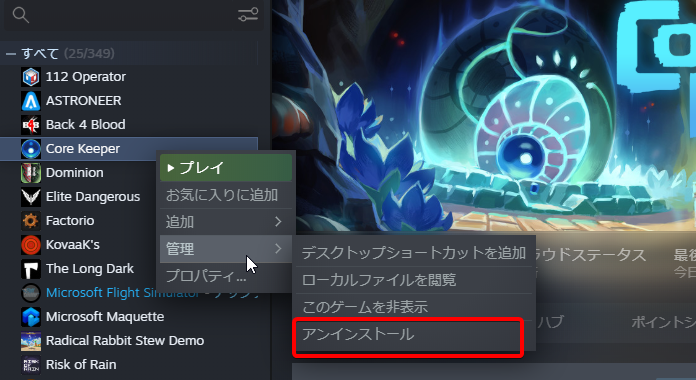 すべて (25/349)
112 Operator
ASTRONEER
Back 4 Blood
Core Keeper
Dominion
Elite Dangerous
Factorio
KovaaK's
The Long Dark
Microsoft Flight Simulator
Microsoft Maquette
Radical Rabbit Stew Demo
Risk of Rain
プレイ
お気に入りに追加
追加
管理
プロパティ...
デスクトップショートカットを追加
ローカルファイルを閲覧
このゲームを非表示
アンインストール
ラウドステータス
最後
今日
ハブ
ポイントシ